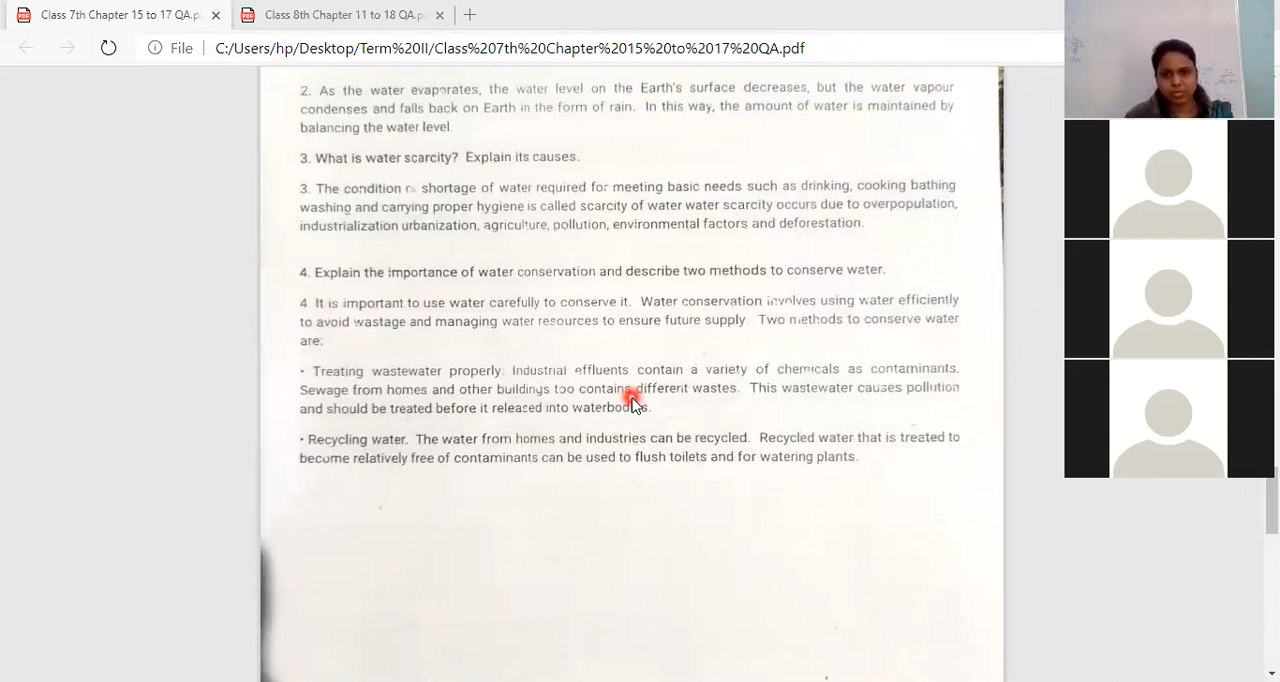 Class 7th Chapter 15 to 17 QA.p
Class 8th Chapter 11 to 18 QA.p
File
C:/Users/hp/Desktop/Term%20II/Class%207th%20Chapter%2015%20to%2017%20QA.pdf
2. As the water evaporates, the water level on the Earth's surface decreases, but the water vapour
condenses and falls back on Earth in the form of rain. In this way, the amount of water is maintained by
balancing the water level
3. What is water scarcity? Explain its causes.
3. The condition shortage of water required for meeting basic needs such as drinking, cooking bathing
washing and carrying proper hygiene is called scarcity of water water scarcity occurs due to overpopulation,
industrialization urbanization, agriculture, pollution, environmental factors and deforestation.
4. Explain the importance of water conservation and describe two methods to conserve water.
4 It is important to use water carefully to conserve it. Water conservation involves using water efficiently
to avoid wastage and managing water resources to ensure future supply. Two methods to conserve water
are:
• Treating wastewater properly. Industrial effluents contain a variety of chemicals as contaminants.
Sewage from homes and other buildings too contains different wastes. This wastewater causes pollution
and should be treated before it released into waterbodies.
• Recycling water. The water from homes and industries can be recycled. Recycled water that is treated to
become relatively free of contaminants can be used to flush toilets and for watering plants.